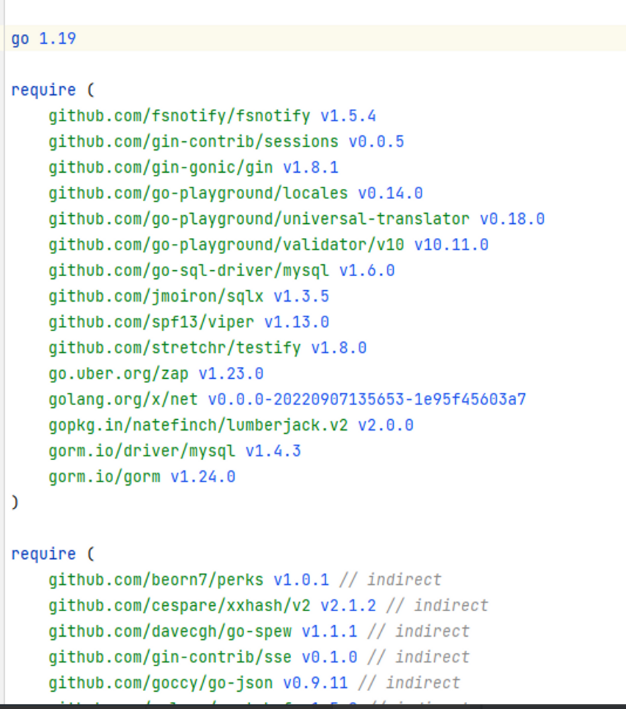 go 1.19
require (
github.com/fsnotify/fsnotify v1.5.4
github.com/gin-contrib/sessions v0.0.5
github.com/gin-gonic/gin v1.8.1
github.com/go-playground/locales v0.14.0
github.com/go-playground/universal-translator v0.18.0
github.com/go-playground/validator/v10 v10.11.0
github.com/go-sql-driver/mysql v1.6.0
github.com/jmoiron/sqlx v1.3.5
github.com/spf13/viper v1.13.0
github.com/stretchr/testify v1.8.0
go.uber.org/zap v1.23.0
golang.org/x/net v0.0.0-20220907135653-1e95f45603a7
gopkg.in/natefinch/lumberjack.v2 v2.0.0
gorm.io/driver/mysql v1.4.3
gorm.io/gorm v1.24.0
)
require (
github.com/beorn7/perks v1.0.1 // indirect
github.com/cespare/xxhash/v2 v2.1.2 // indirect
github.com/davecgh/go-spew v1.1.1 // indirect
github.com/gin-contrib/sse v0.1.0 // indirect
github.com/goccy/go-json v0.9.11 // indirect